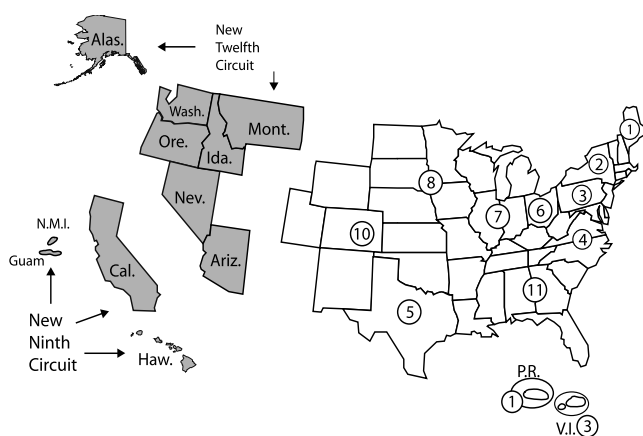 Alas.
New
Twelfth
Circuit
Wash.
Mont.
Ore.
Ida.
Nev.
Ariz.
N.M.I.
Guam
Cal.
New
Ninth
Circuit
Haw.
1
2
3
8
7
6
4
10
11
5
P.R.
1
V.I. 3